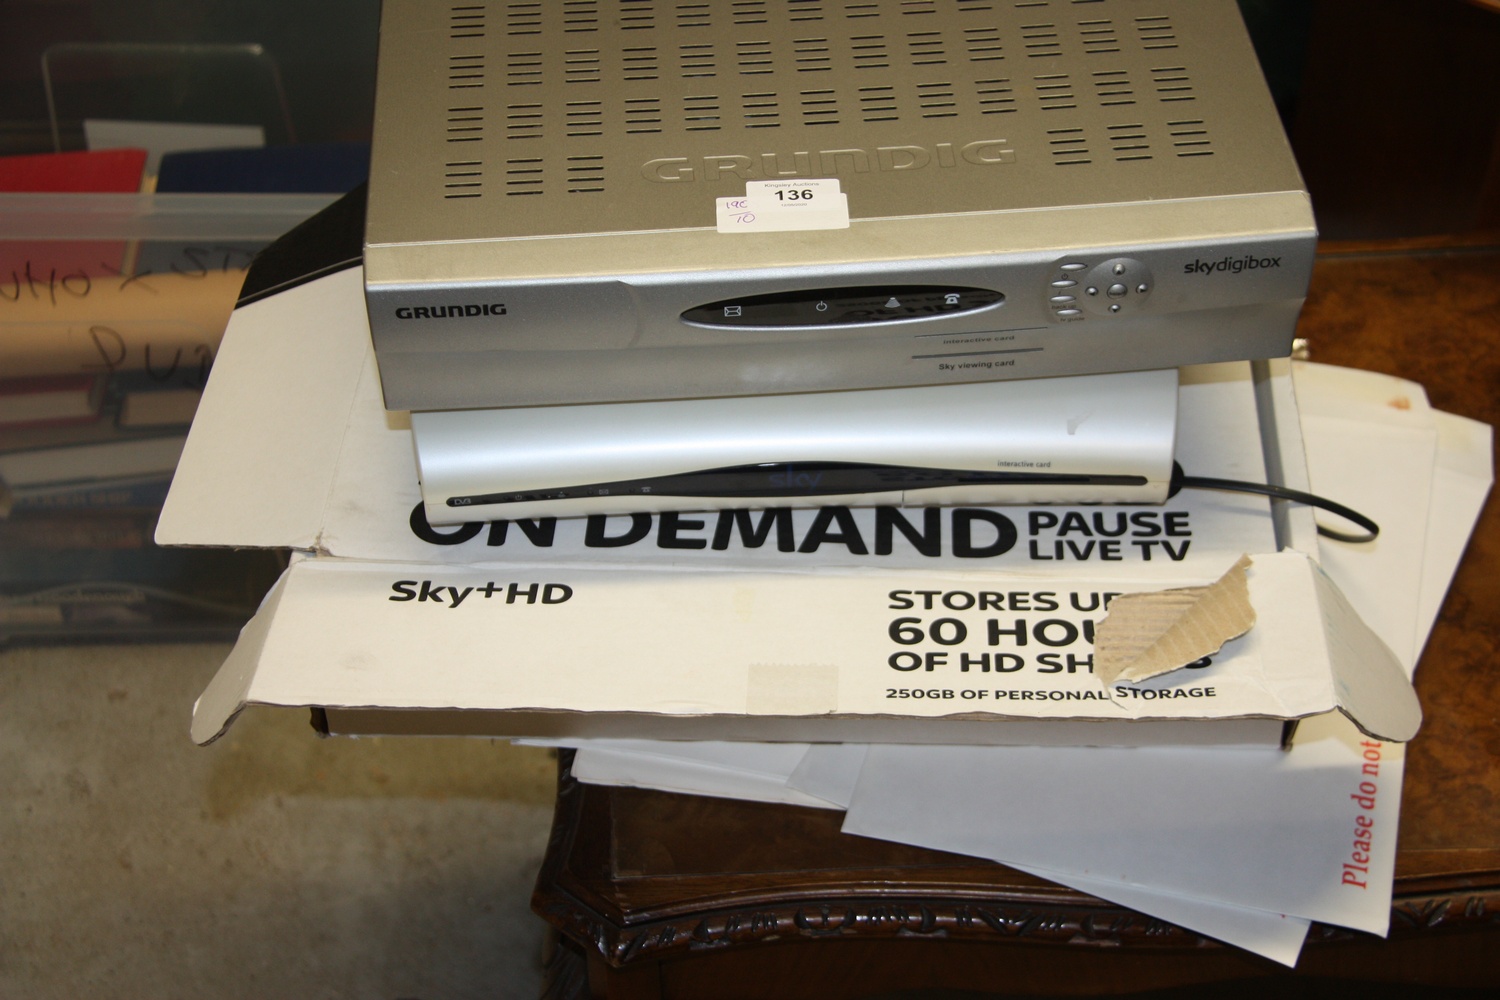 GRUNDIG
Kingsley Auctions
136
19C
10
GRUNDIG
skydigibox
interactive card
Sky viewing card
interactive card
sky
ON DEMAND
PAUSE
LIVE TV
Sky+HD
STORES UP
60 HOU
OF HD SH
250GB OF PERSONAL STORAGE
Please do not